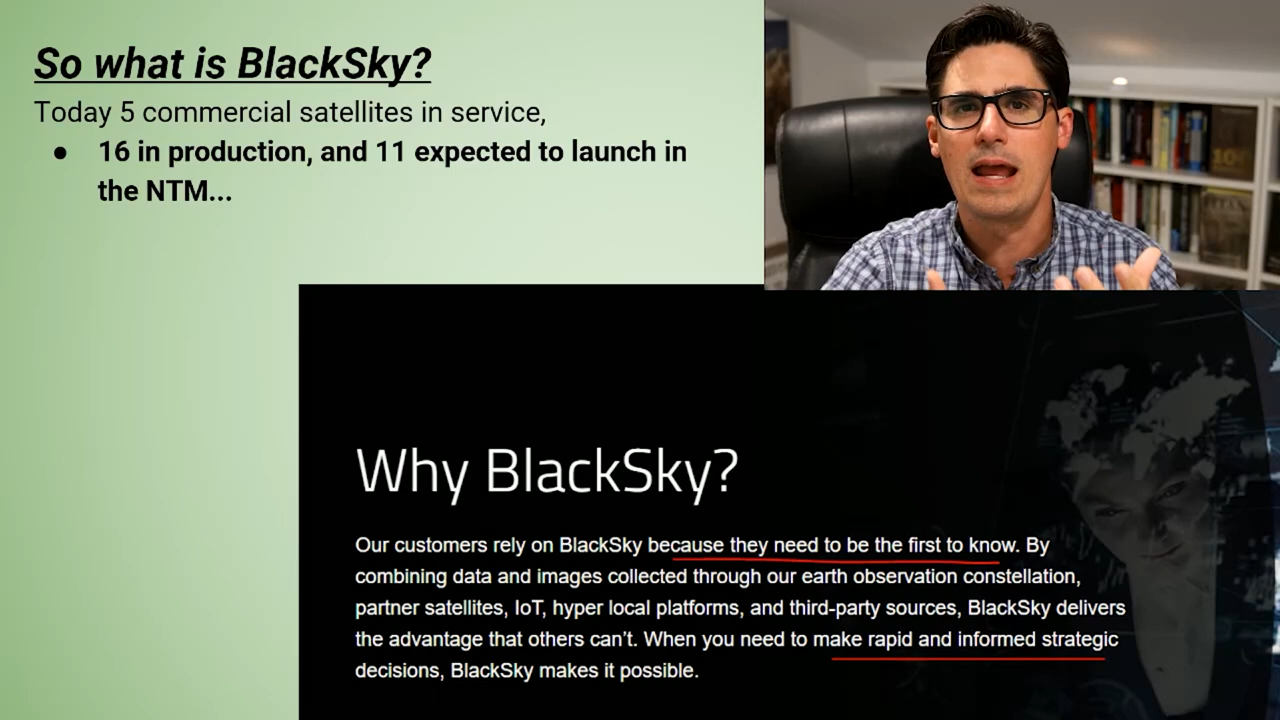 So what is BlackSky?
Today 5 commercial satellites in service,
● 16 in production, and 11 expected to launch in
the NTM...
Why BlackSky?
Our customers rely on BlackSky because they need to be the first to know. By
combining data and images collected through our earth observation constellation,
partner satellites, IoT, hyper local platforms, and third-party sources, BlackSky delivers
the advantage that others can't. When you need to make rapid and informed strategic
decisions, BlackSky makes it possible.